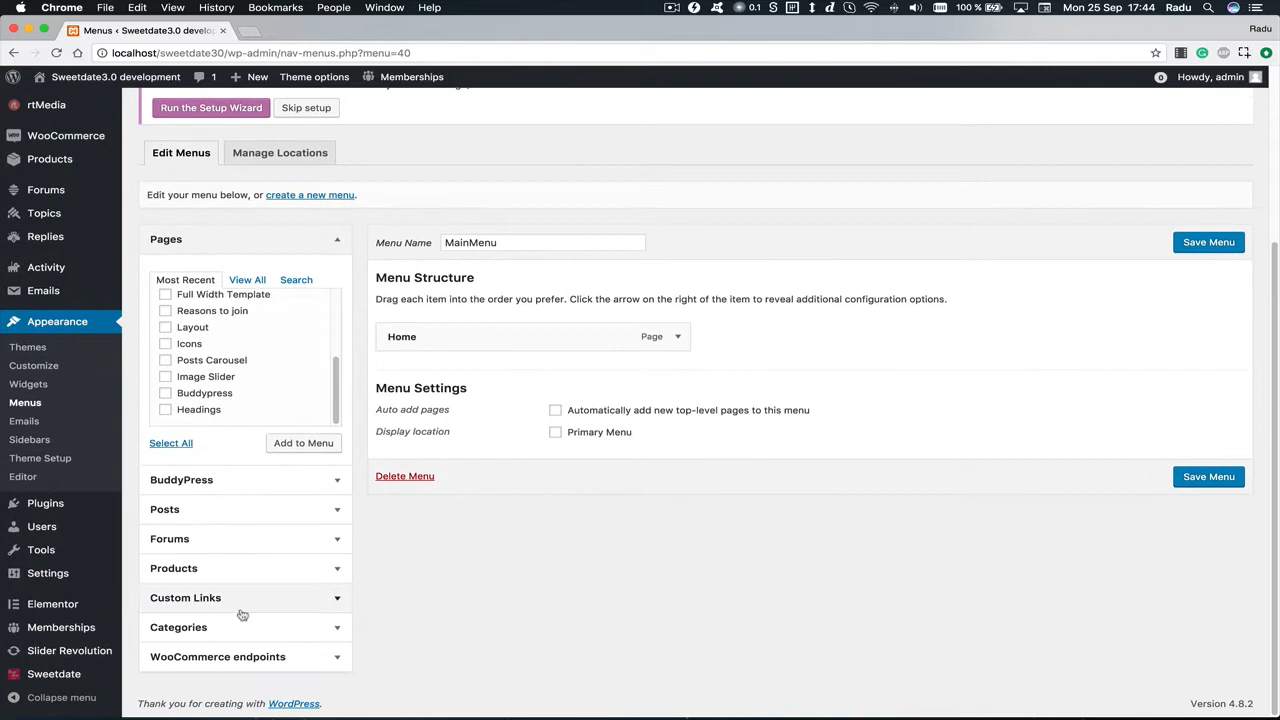 Chrome File Edit View History Bookmarks People Window Help 0.1 100 % Mon 25 Sep 17:44 Radu
Menus ‹ Sweetdate3.0 develo Radu
localhost/sweetdate30/wp-admin/nav-menus.php?menu=40
Sweetdate3.0 development 1 New Theme options Memberships 0 Howdy, admin
rtMedia
WooCommerce
Products
Forums
Topics
Replies
Activity
Emails
Appearance
Themes
Customize
Widgets
Menus
Emails
Sidebars
Theme Setup
Editor
Plugins
Users
Tools
Settings
Elementor
Memberships
Slider Revolution
Sweetdate
Collapse menu
Run the Setup Wizard Skip setup
Edit Menus Manage Locations
Edit your menu below, or create a new menu.
Pages
Most Recent View All Search
Full Width Template
Reasons to join
Layout
Icons
Posts Carousel
Image Slider
Buddypress
Headings
Select All Add to Menu
BuddyPress
Posts
Forums
Products
Custom Links
Categories
WooCommerce endpoints
Menu Name MainMenu Save Menu
Menu Structure
Drag each item into the order you prefer. Click the arrow on the right of the item to reveal additional configuration options.
Home Page
Menu Settings
Auto add pages Automatically add new top-level pages to this menu
Display location Primary Menu
Delete Menu Save Menu
Thank you for creating with WordPress. Version 4.8.2